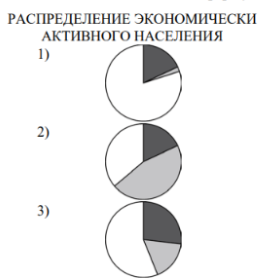 РАСПРЕДЕЛЕНИЕ ЭКОНОМИЧЕСКИ
АКТИВНОГО НАСЕЛЕНИЯ
1)
2)
3)